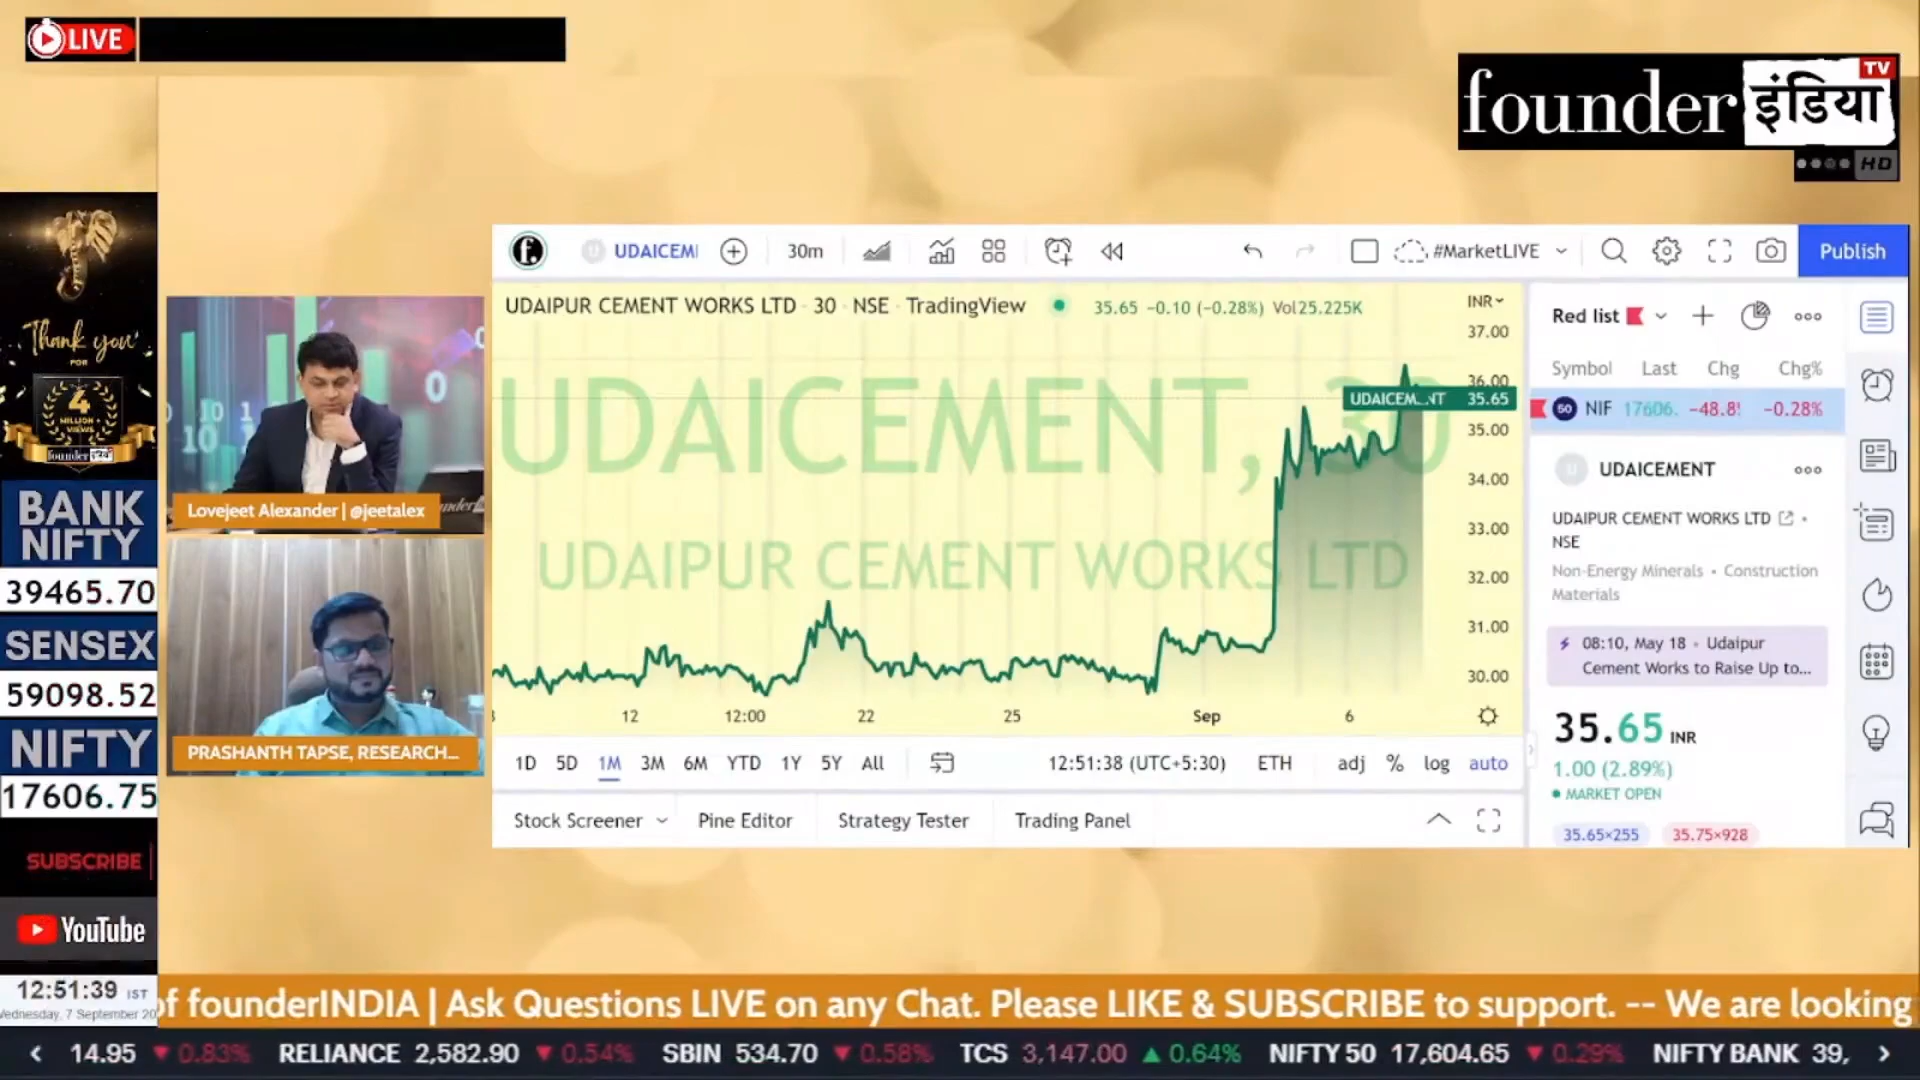 LIVE
founder इंडिया TV
HD
Thank you
FOR
4
MILLION +
VIEWS
founder इंडिया
BANK
NIFTY
39465.70
SENSEX
59098.52
NIFTY
17606.75
SUBSCRIBE
YouTube
12:51:39 IST
Wednesday, 7 September 20
Lovejeet Alexander | @jeetalex
PRASHANTH TAPSE, RESEARCH...
f. U UDAICEM 30m #MarketLIVE Publish
UDAIPUR CEMENT WORKS LTD · 30 · NSE · TradingView 35.65 −0.10 (−0.28%) Vol25.225K
UDAICEMENT, 30
UDAIPUR CEMENT WORKS LTD
INR
37.00
36.00
UDAICEM...NT 35.65
35.00
34.00
33.00
32.00
31.00
30.00
12 12:00 22 25 Sep 6
1D 5D 1M 3M 6M YTD 1Y 5Y All 12:51:38 (UTC+5:30) ETH adj % log auto
Stock Screener Pine Editor Strategy Tester Trading Panel
Red list
Symbol Last Chg Chg%
50 NIF 17606. −48.8 −0.28%
U UDAICEMENT
UDAIPUR CEMENT WORKS LTD •
NSE
Non-Energy Minerals • Construction
Materials
08:10, May 18 • Udaipur
Cement Works to Raise Up to...
35.65 INR
1.00 (2.89%)
MARKET OPEN
35.65×255 35.75×928
of founderINDIA | Ask Questions LIVE on any Chat. Please LIKE & SUBSCRIBE to support. -- We are looking
14.95 ▼ 0.83% RELIANCE 2,582.90 ▼ 0.54% SBIN 534.70 ▼ 0.58% TCS 3,147.00 ▲ 0.64% NIFTY 50 17,604.65 ▼ 0.29% NIFTY BANK 39,